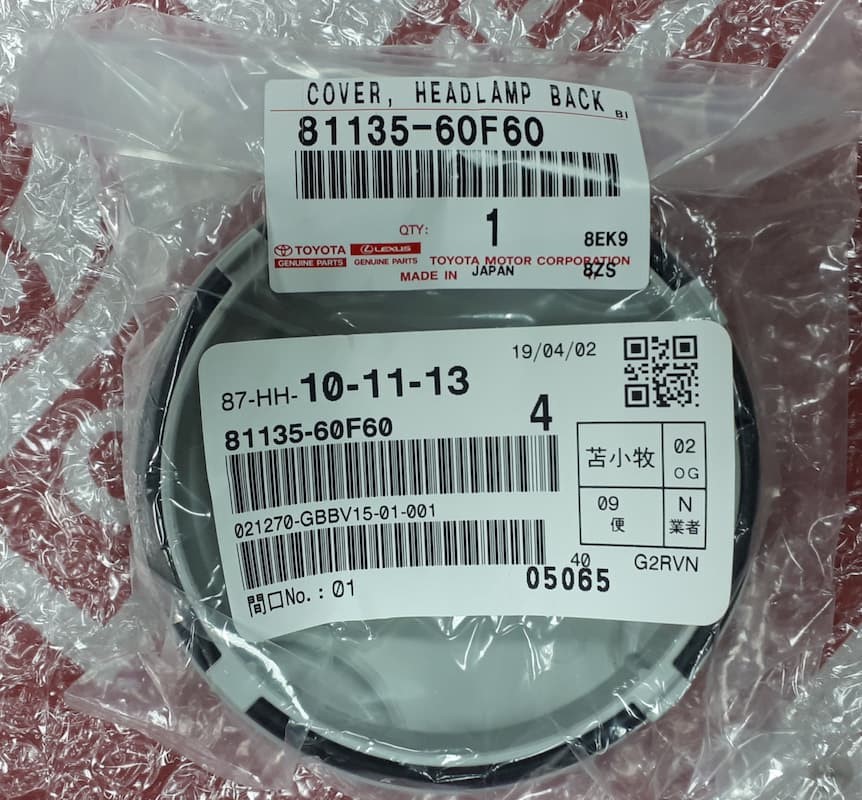 COVER, HEADLAMP BACK
BI
81135-60F60
QTY: 1
8EK9
TOYOTA LEXUS
GENUINE PARTS GENUINE PARTS
TOYOTA MOTOR CORPORATION
MADE IN JAPAN
8ZS
19/04/02
87-HH-10-11-13
81135-60F60
4
苫小牧 02
OG
021270-GBBV15-01-001
09 N
便 業者
40
05065
G2RVN
間口No.: 01